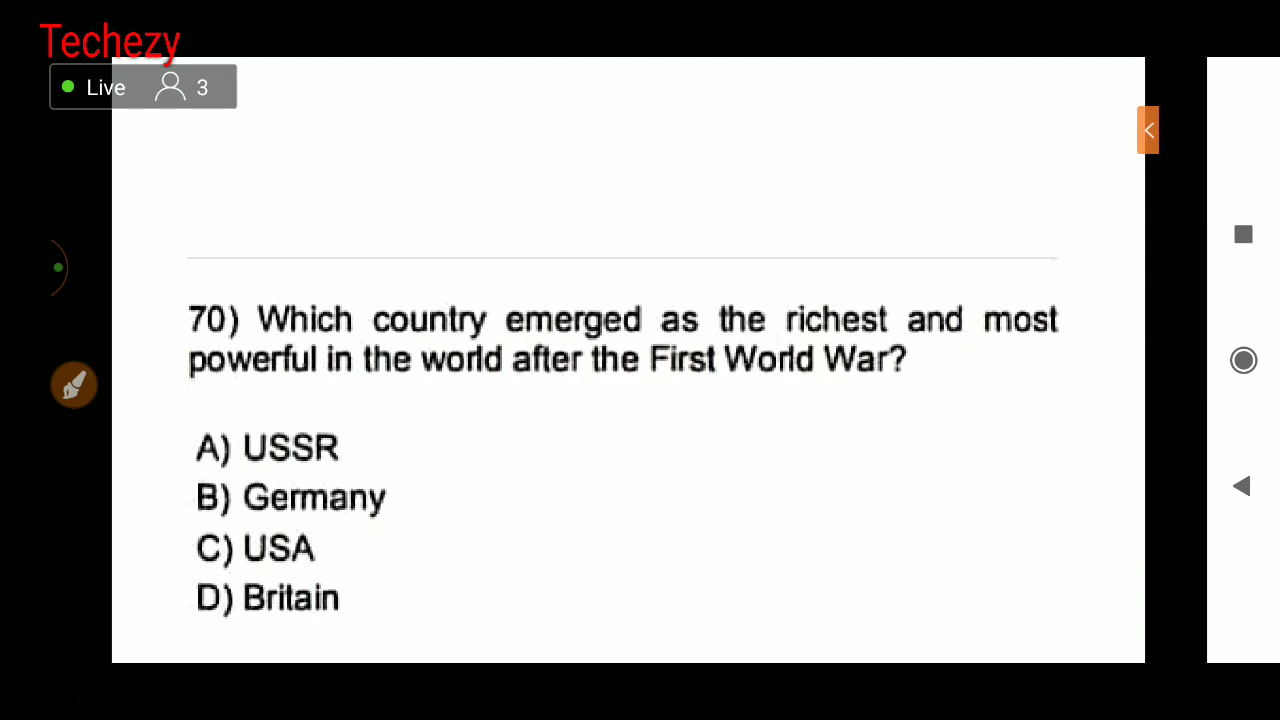 Techezy
Live 3
70) Which country emerged as the richest and most
powerful in the world after the First World War?
A) USSR
B) Germany
C) USA
D) Britain